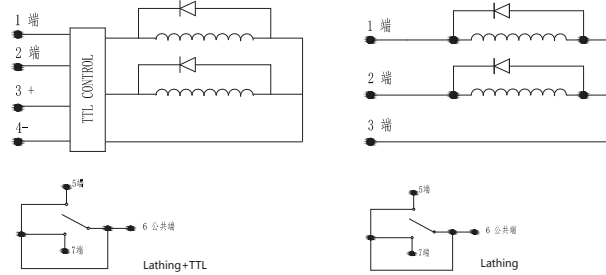 1 端
2 端
3 +
4-
TTL CONTROL
5端
6 公共端
7端
Lathing+TTL
1 端
2 端
3 端
5端
6 公共端
7端
Lathing